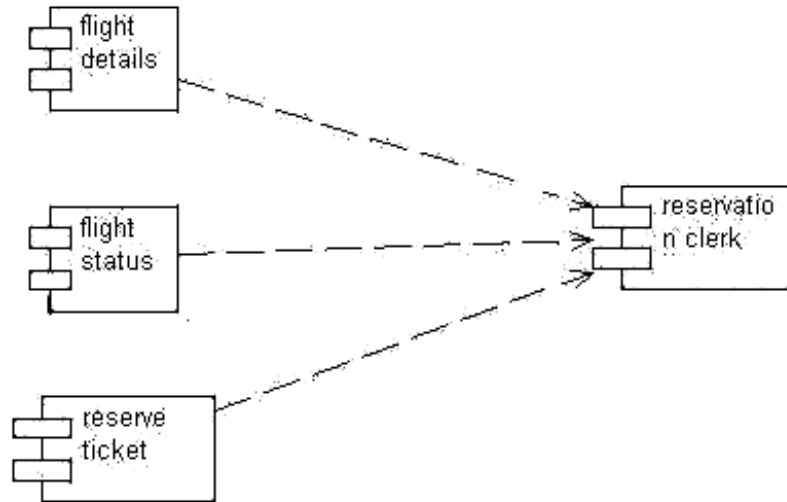 flight
details
flight
status
reservatio
n clerk
reserve
ticket